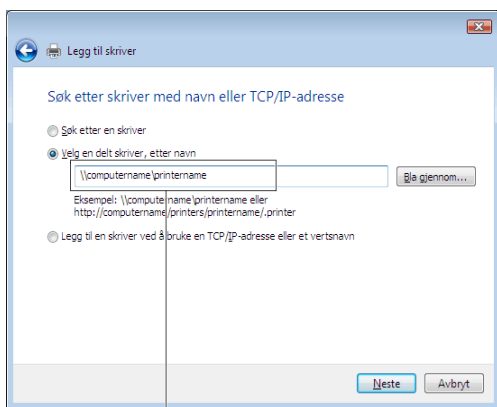 Legg til skriver
Søk etter skriver med navn eller TCP/IP-adresse
Søk etter en skriver
Velg en delt skriver, etter navn
\\computername\printername
Bla gjennom...
Eksempel: \\computername\printername eller
http://computername/printers/printername/.printer
Legg til en skriver ved å bruke en TCP/IP-adresse eller et vertsnavn
Neste
Avbryt